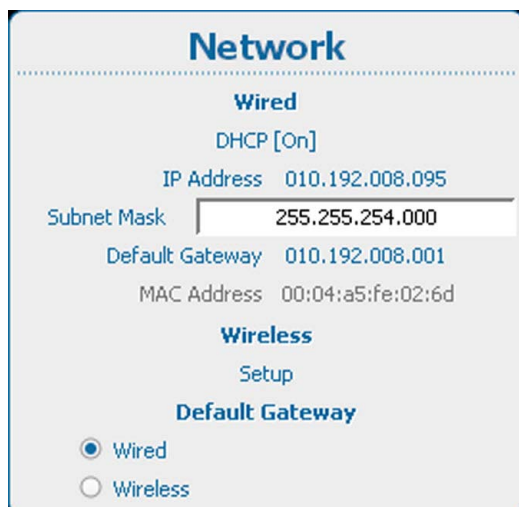 Network
Wired
DHCP [On]
IP Address 010.192.008.095
Subnet Mask 255.255.254.000
Default Gateway 010.192.008.001
MAC Address 00:04:a5:fe:02:6d
Wireless
Setup
Default Gateway
Wired
Wireless